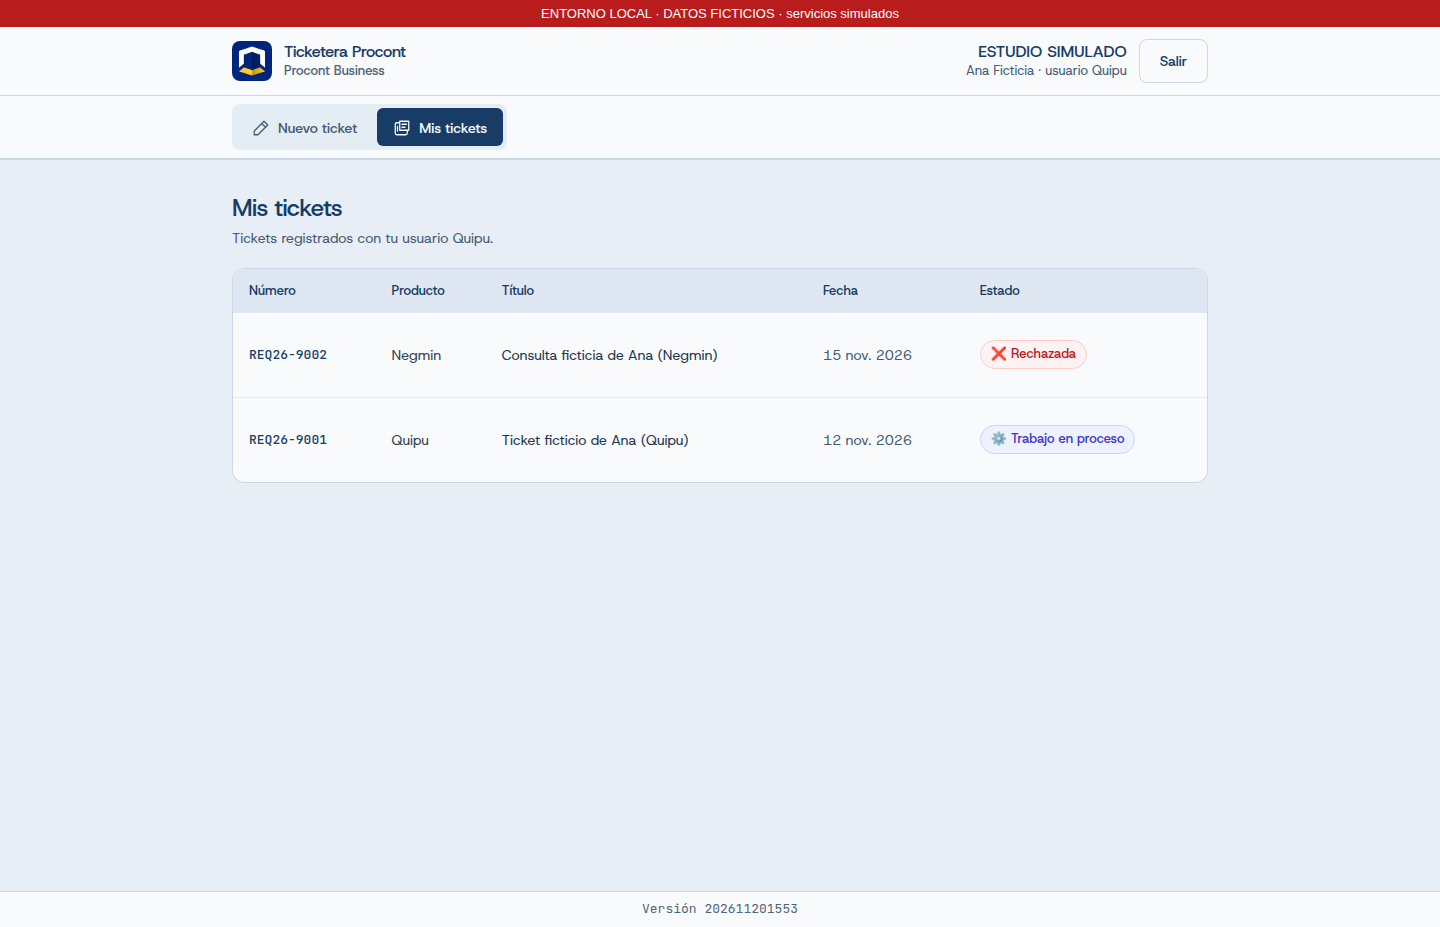 ENTORNO LOCAL · DATOS FICTICIOS · servicios simulados
Ticketera Procont
Procont Business
ESTUDIO SIMULADO
Ana Ficticia · usuario Quipu
Salir
Nuevo ticket
Mis tickets
Mis tickets
Tickets registrados con tu usuario Quipu.
Número Producto Título Fecha Estado
REQ26-9002 Negmin Consulta ficticia de Ana (Negmin) 15 nov. 2026 ❌ Rechazada
REQ26-9001 Quipu Ticket ficticio de Ana (Quipu) 12 nov. 2026 ⚙️ Trabajo en proceso
Versión 202611201553